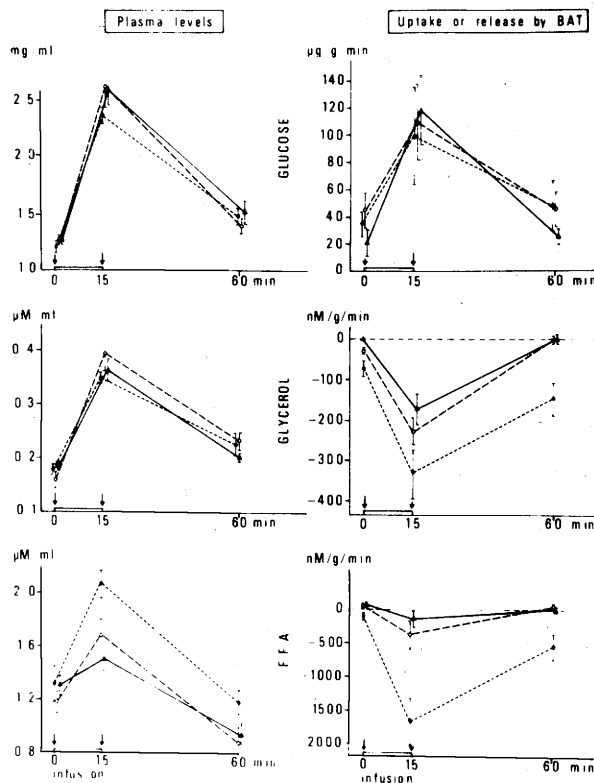 Plasma levels
Uptake or release by BAT
mg ml
µg g min
GLUCOSE
2.5
2.0
1.5
1.0
0
15
60 min
140
120
100
80
60
40
20
0
0
15
60 min
µM ml
nM/g/min
GLYCEROL
0.4
0.3
0.2
0.1
0
15
60 min
0
-100
-200
-300
-400
0
15
60 min
µM ml
nM/g/min
FFA
2.0
1.6
1.2
0.8
0
15
60 min
infusion
0
-500
1000
1500
2000
0
15
60 min
infusion